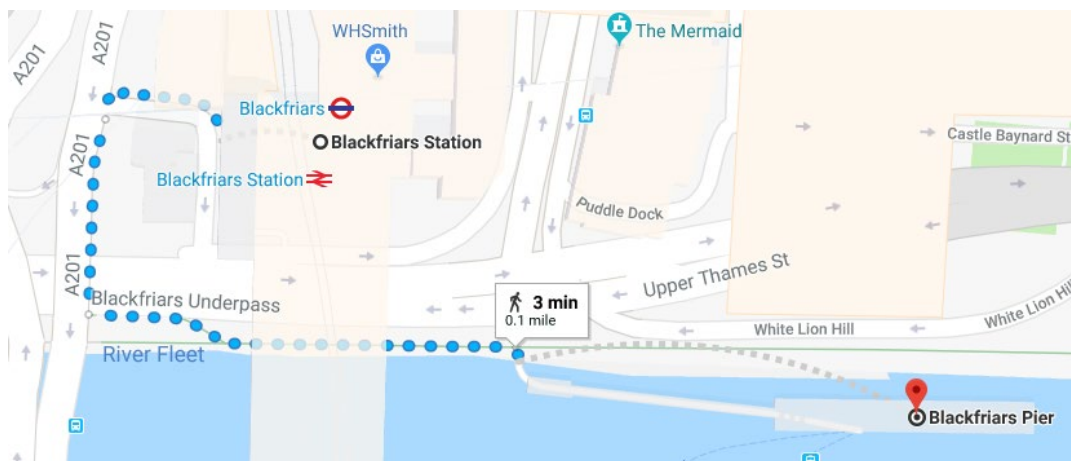 A201
A201
WHSmith
The Mermaid
Blackfriars
Blackfriars Station
Castle Baynard St
A201
Blackfriars Station
Puddle Dock
A201
Upper Thames St
Blackfriars Underpass
3 min
0.1 mile
White Lion Hill
White Lion Hill
River Fleet
Blackfriars Pier